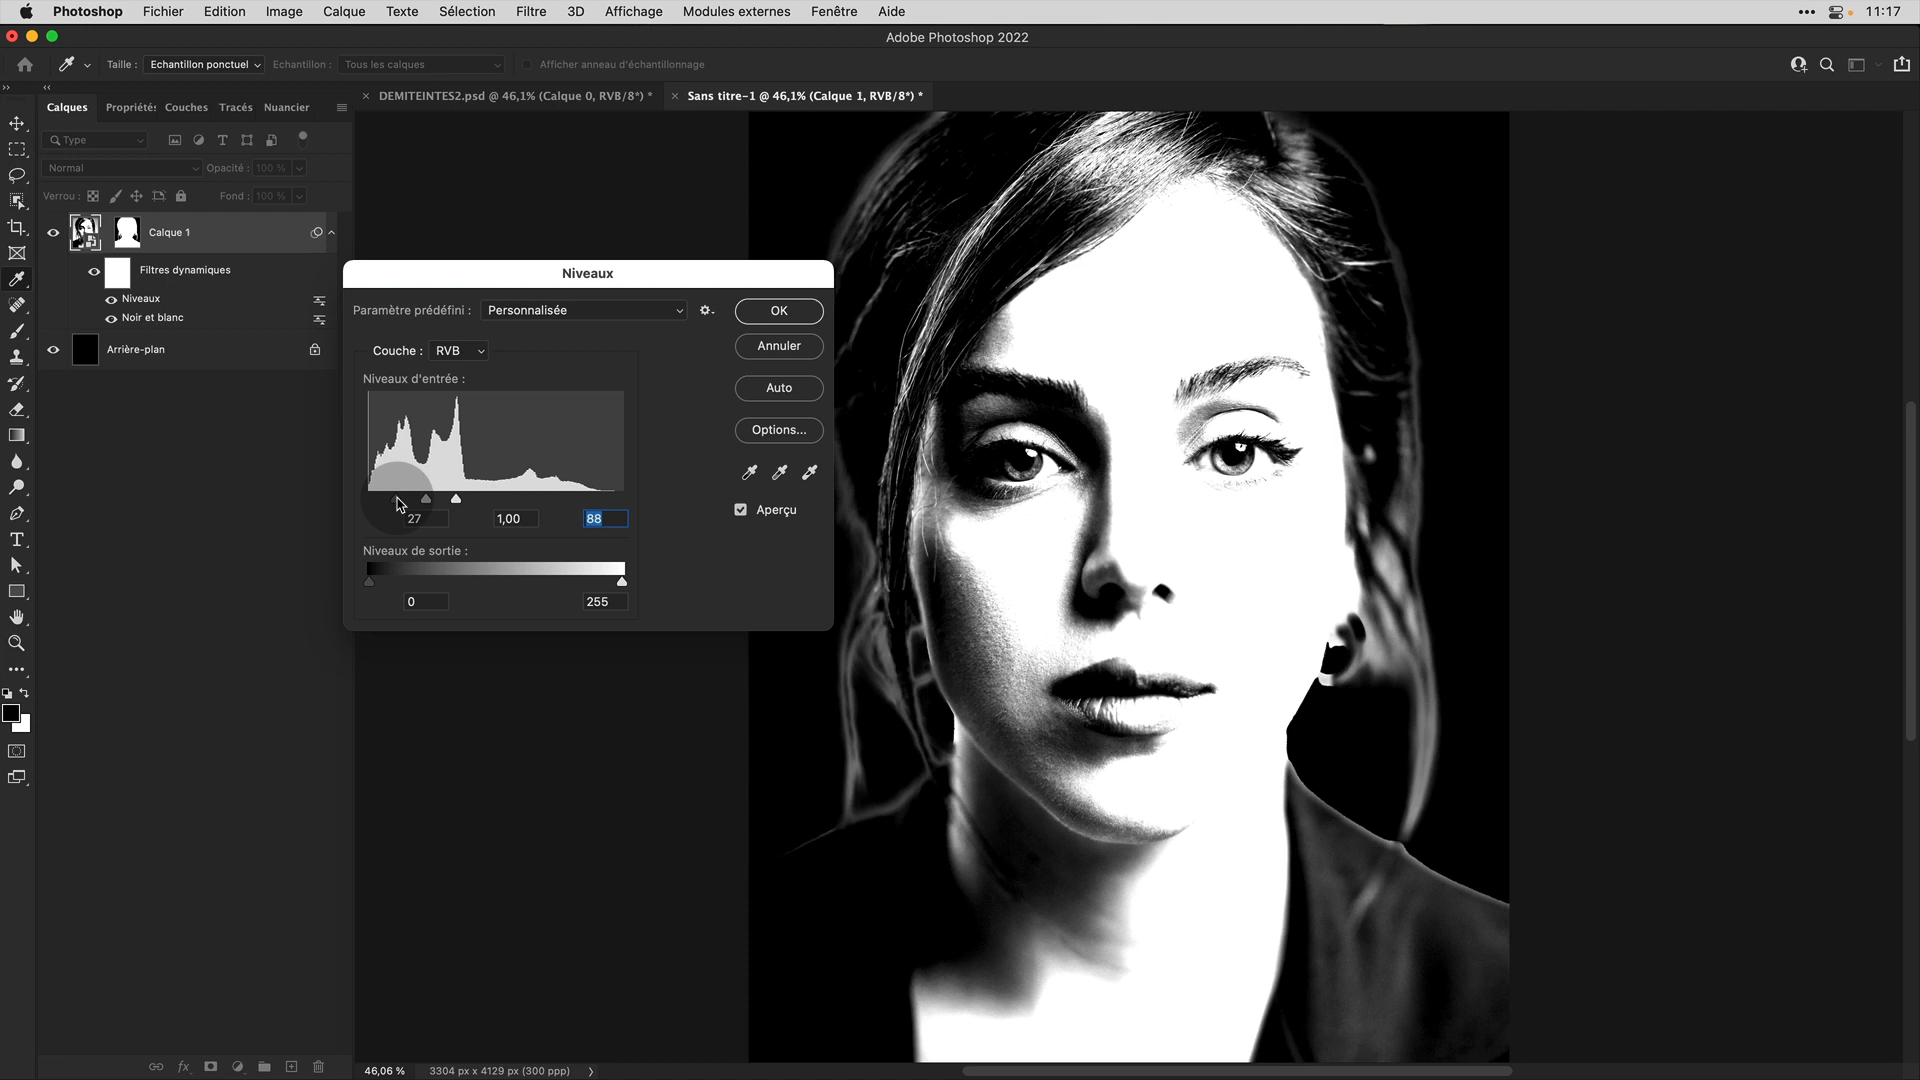 Photoshop Fichier Edition Image Calque Texte Sélection Filtre 3D Affichage Modules externes Fenêtre Aide 11:17
Adobe Photoshop 2022
Taille : Echantillon ponctuel Echantillon : Tous les calques Afficher anneau d'échantillonnage
Calques Propriétés Couches Tracés Nuancier
DEMITEINTES2.psd @ 46,1% (Calque 0, RVB/8*) * Sans titre-1 @ 46,1% (Calque 1, RVB/8*) *
Type
Normal Opacité : 100 %
Verrou : Fond : 100 %
Calque 1
Filtres dynamiques
Niveaux
Noir et blanc
Arrière-plan
Niveaux
Paramètre prédéfini : Personnalisée
OK
Couche : RVB
Annuler
Niveaux d'entrée :
Auto
Options...
27 1,00 88
Aperçu
Niveaux de sortie :
0 255
fx
46,06 % 3304 px x 4129 px (300 ppp)